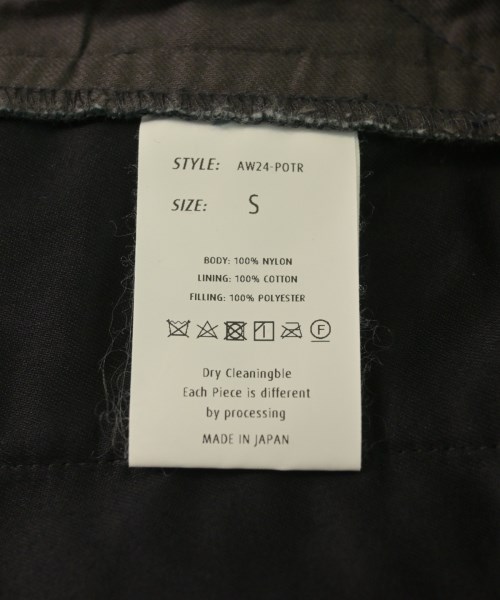 STYLE: AW24-POTR
SIZE: S
BODY: 100% NYLON
LINING: 100% COTTON
FILLING: 100% POLYESTER
F
Dry Cleaningble
Each Piece is different
by processing
MADE IN JAPAN